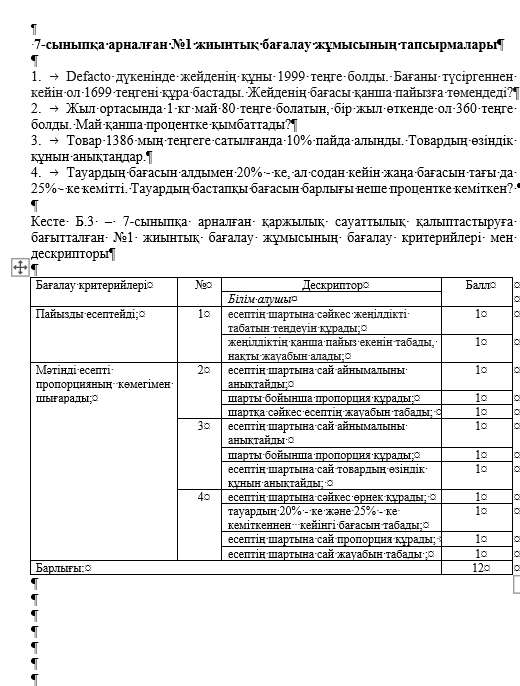 7-сыныпқа арналған №1 жиынтық бағалау жұмысының тапсырмалары
1. Defacto дүкенінде жейденің құны 1999 теңге болды. Бағаны түсіргеннен
кейін ол 1699 теңгені құра бастады. Жейденің бағасы қанша пайызға төмендеді?
2. Жыл ортасында 1 кг май 80 теңге болатын, бір жыл өткенде ол 360 теңге
болды. Май қанша процентке қымбаттады?
3. Товар 1386 мың теңгеге сатылғанда 10% пайда алынды. Товардың өзіндік
құнын анықтаңдар.
4. Тауардың бағасын алдымен 20% - ке, ал содан кейін жаңа бағасын тағы да
25% - ке кемітті. Тауардың бастапқы бағасын барлығы неше процентке кеміткен?
Кесте Б.3 – 7-сыныпқа арналған қаржылық сауаттылық қалыптастыруға
бағытталған №1 жиынтық бағалау жұмысының бағалау критерийлері мен
дескрипторы
Бағалау критерийлері № Дескриптор Балл
Білім алушы
Пайызды есептейді; 1 есептің шартына сәйкес жеңілдікті 1
табатын теңдеуін құрады;
жеңілдіктің қанша пайыз екенін табады, 1
нақты жауабын алады;
Мәтінді есепті 2 есептің шартына сай айнымалыны 1
пропорцияның көмегімен анықтайды;
шығарады; шарты бойынша пропорция құрады; 1
шартқа сәйкес есептің жауабын табады; 1
3 есептің шартына сай айнымалыны 1
анықтайды
шарты бойынша пропорция құрады; 1
есептің шартына сай товардың өзіндік 1
құнын анықтайды;
4 есептің шартына сәйкес өрнек құрады; 1
тауардың 20% - ке және 25% - ке 1
кеміткеннен кейінгі бағасын табады;
есептің шартына сай пропорция құрады; 1
есептің шартына сай жауабын табады ; 1
Барлығы: 12